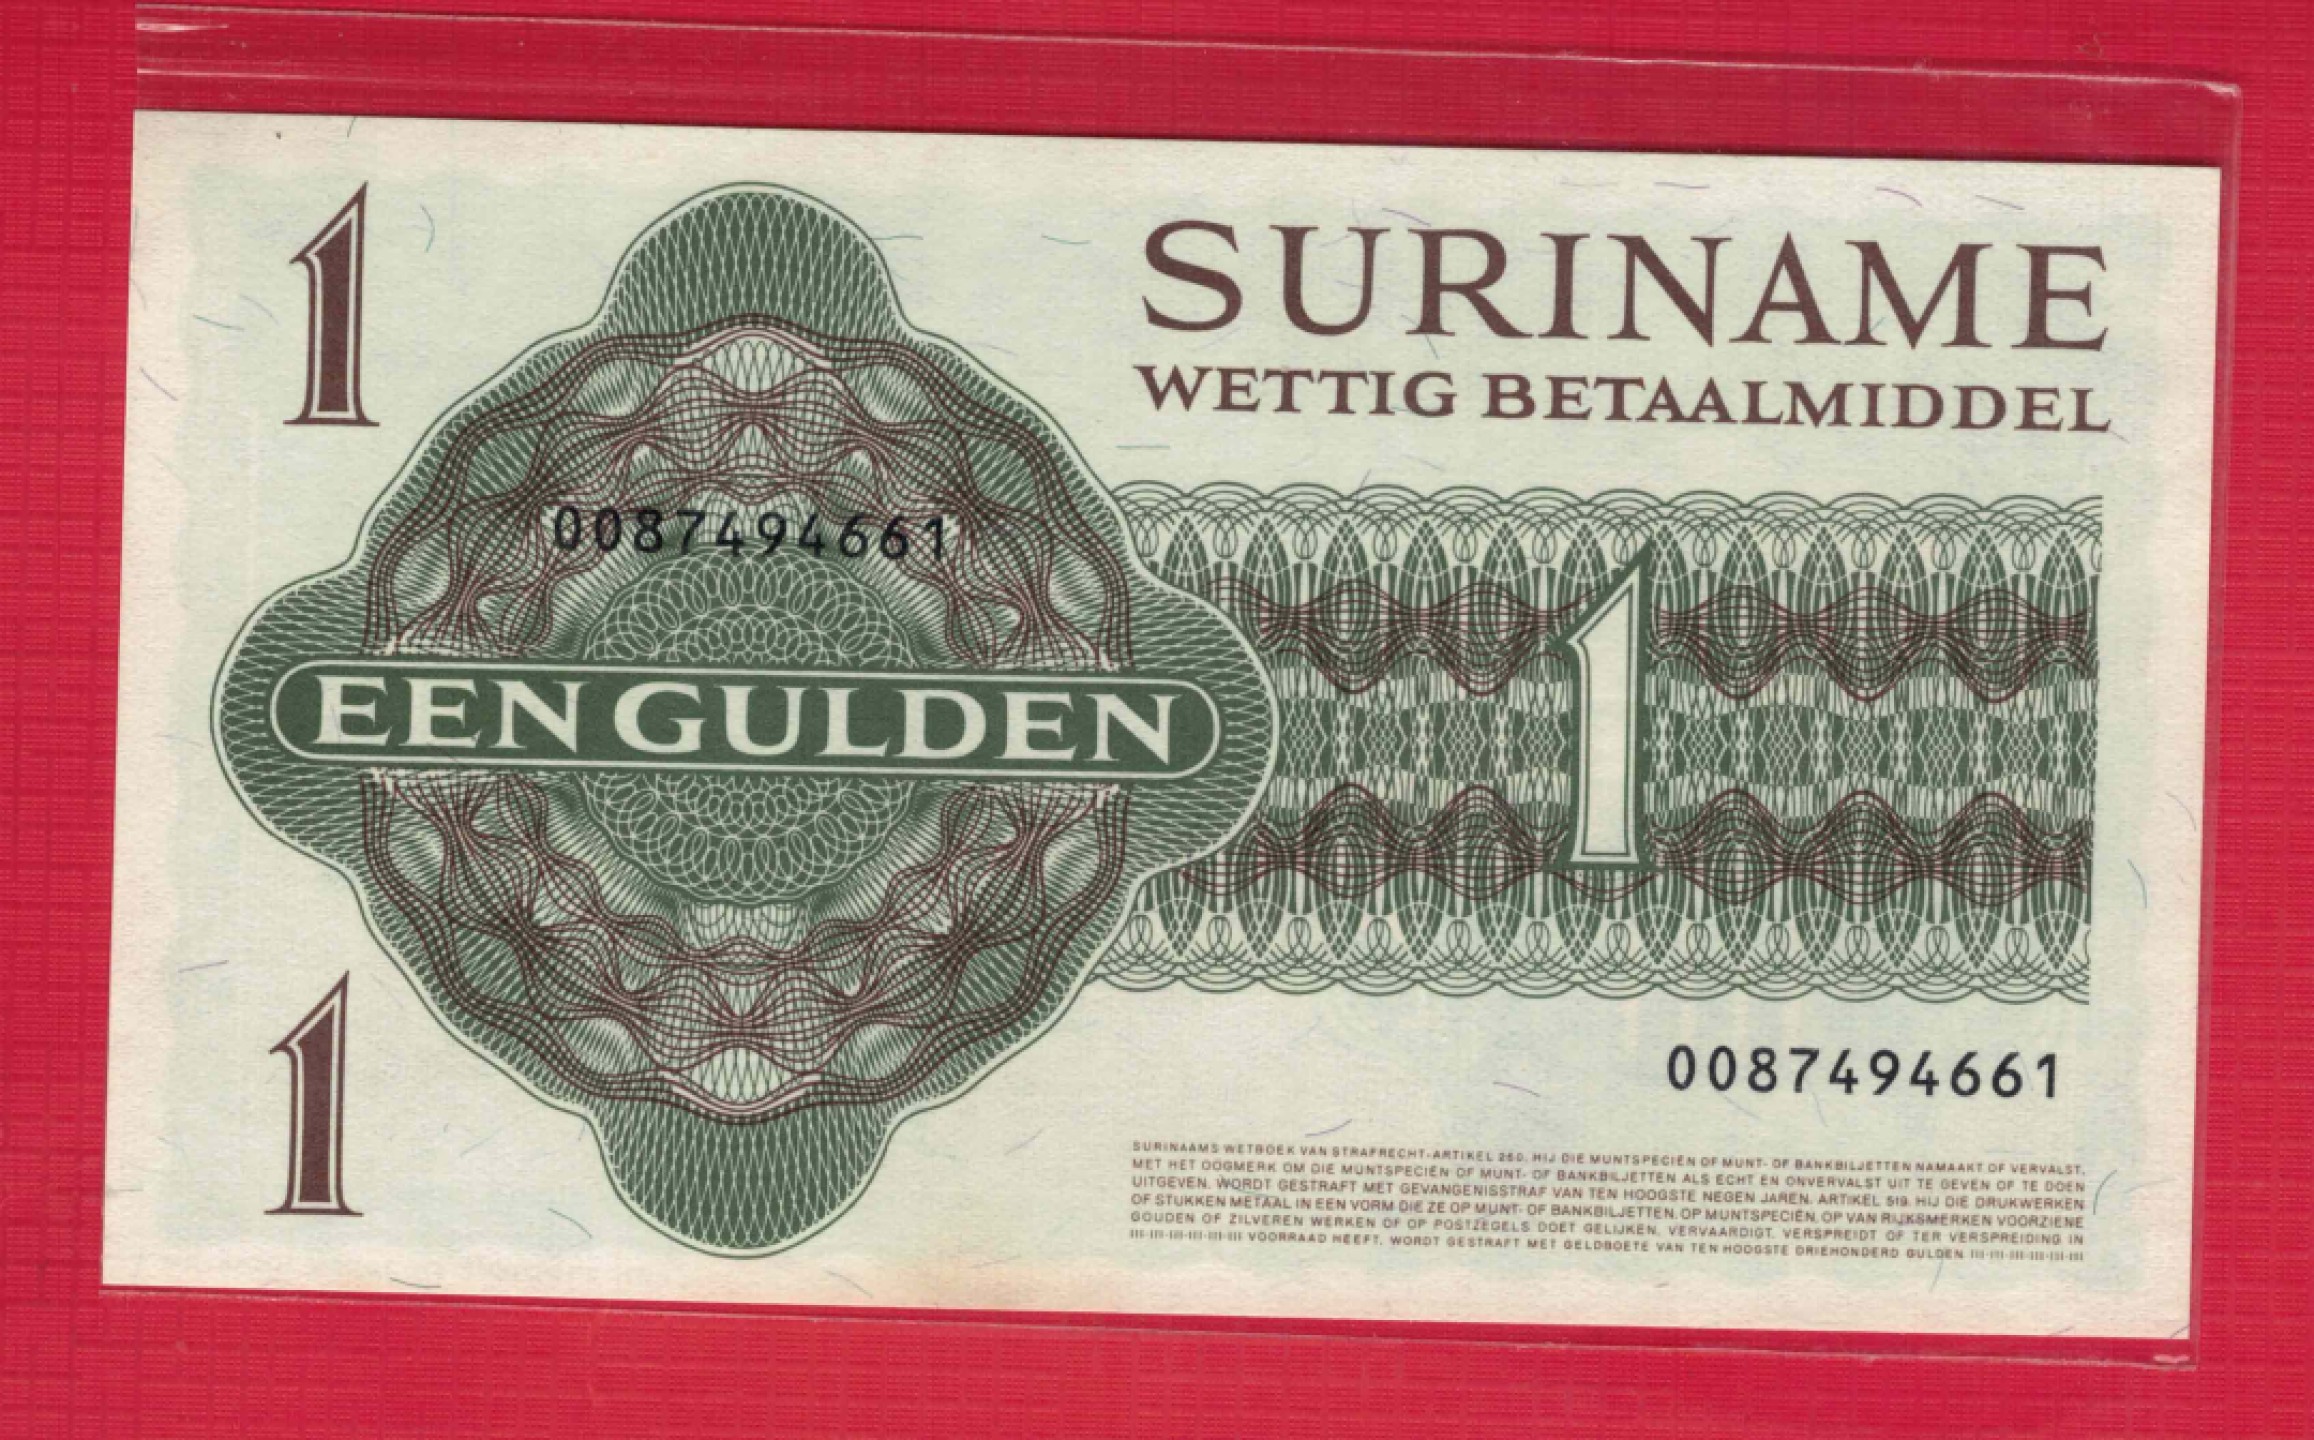 1
SURINAME
WETTIG BETAALMIDDEL
0087494661
EEN GULDEN
1
1
0087494661
SURINAAMS WETBOEK VAN STRAFRECHT-ARTIKEL 260. HIJ DIE MUNTSPECIËN OF MUNT- OF BANKBILJETTEN NAMAAKT OF VERVALST,
MET HET OOGMERK OM DIE MUNTSPECIËN OF MUNT- OF BANKBILJETTEN ALS ECHT EN ONVERVALST UIT TE GEVEN OF TE DOEN
UITGEVEN. WORDT GESTRAFT MET GEVANGENISSTRAF VAN TEN HOOGSTE NEGEN JAREN. ARTIKEL 519. HIJ DIE DRUKWERKEN
OF STUKKEN METAAL IN EEN VORM DIE ZE OP MUNT- OF BANKBILJETTEN. OP MUNTSPECIËN. OP VAN RIJKSMERKEN VOORZIENE
GOUDEN OF ZILVEREN WERKEN OF OP POSTZEGELS DOET GELIJKEN. VERVAARDIGT. VERSPREIDT OF TER VERSPREIDING IN
VOORRAAD HEEFT. WORDT GESTRAFT MET GELDBOETE VAN TEN HOOGSTE DRIEHONDERD GULDEN